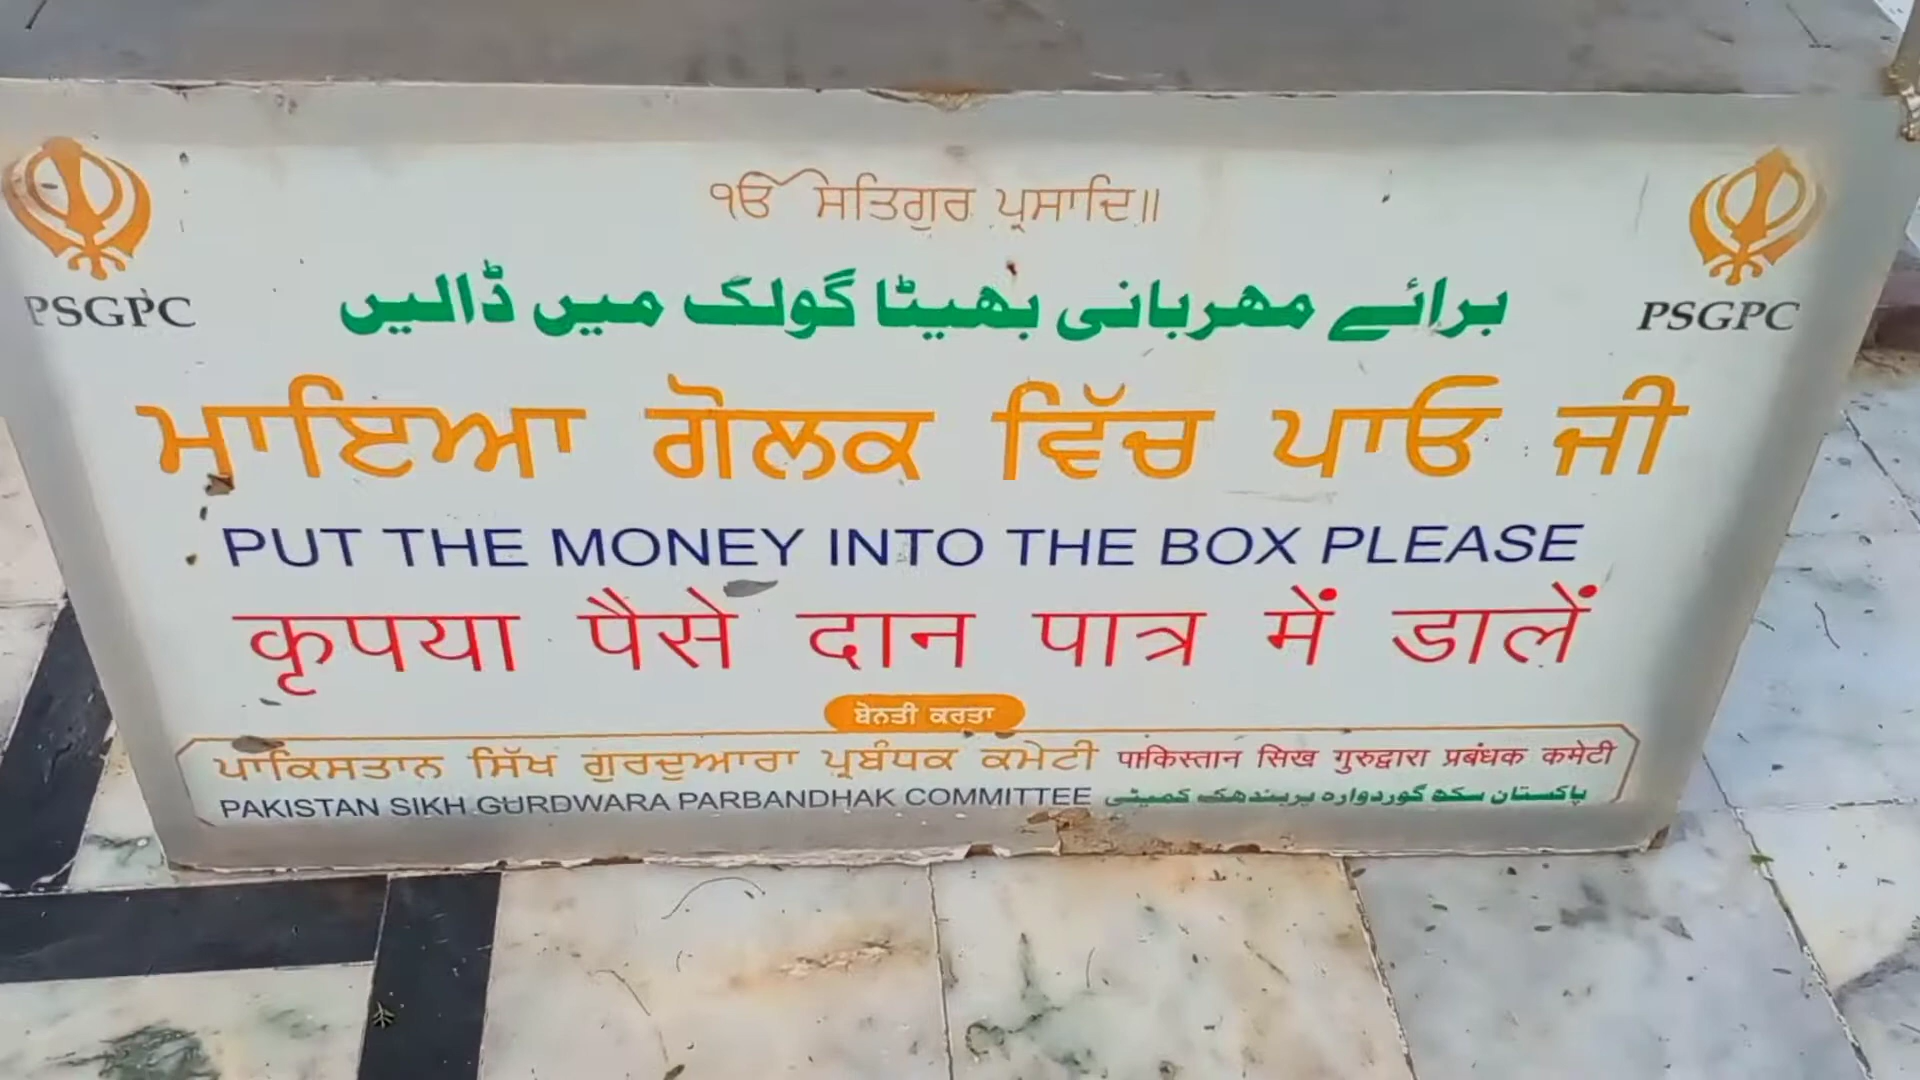 ੴ ਸਤਿਗੁਰ ਪ੍ਰਸਾਦਿ॥
PSGPC
PSGPC
برائے مھربانی بھیٹا گولک میں ڈالیں
ਮਾਇਆ ਗੋਲਕ ਵਿੱਚ ਪਾਓ ਜੀ
PUT THE MONEY INTO THE BOX PLEASE
कृपया पैसे दान पात्र में डालें
ਬੇਨਤੀ ਕਰਤਾ
ਪਾਕਿਸਤਾਨ ਸਿੱਖ ਗੁਰਦੁਆਰਾ ਪ੍ਰਬੰਧਕ ਕਮੇਟੀ पाकिस्तान सिख गुरुद्वारा प्रबंधक कमेटी
PAKISTAN SIKH GURDWARA PARBANDHAK COMMITTEE پاکستان سکھ گوردوارہ پربندھک کمیٹی